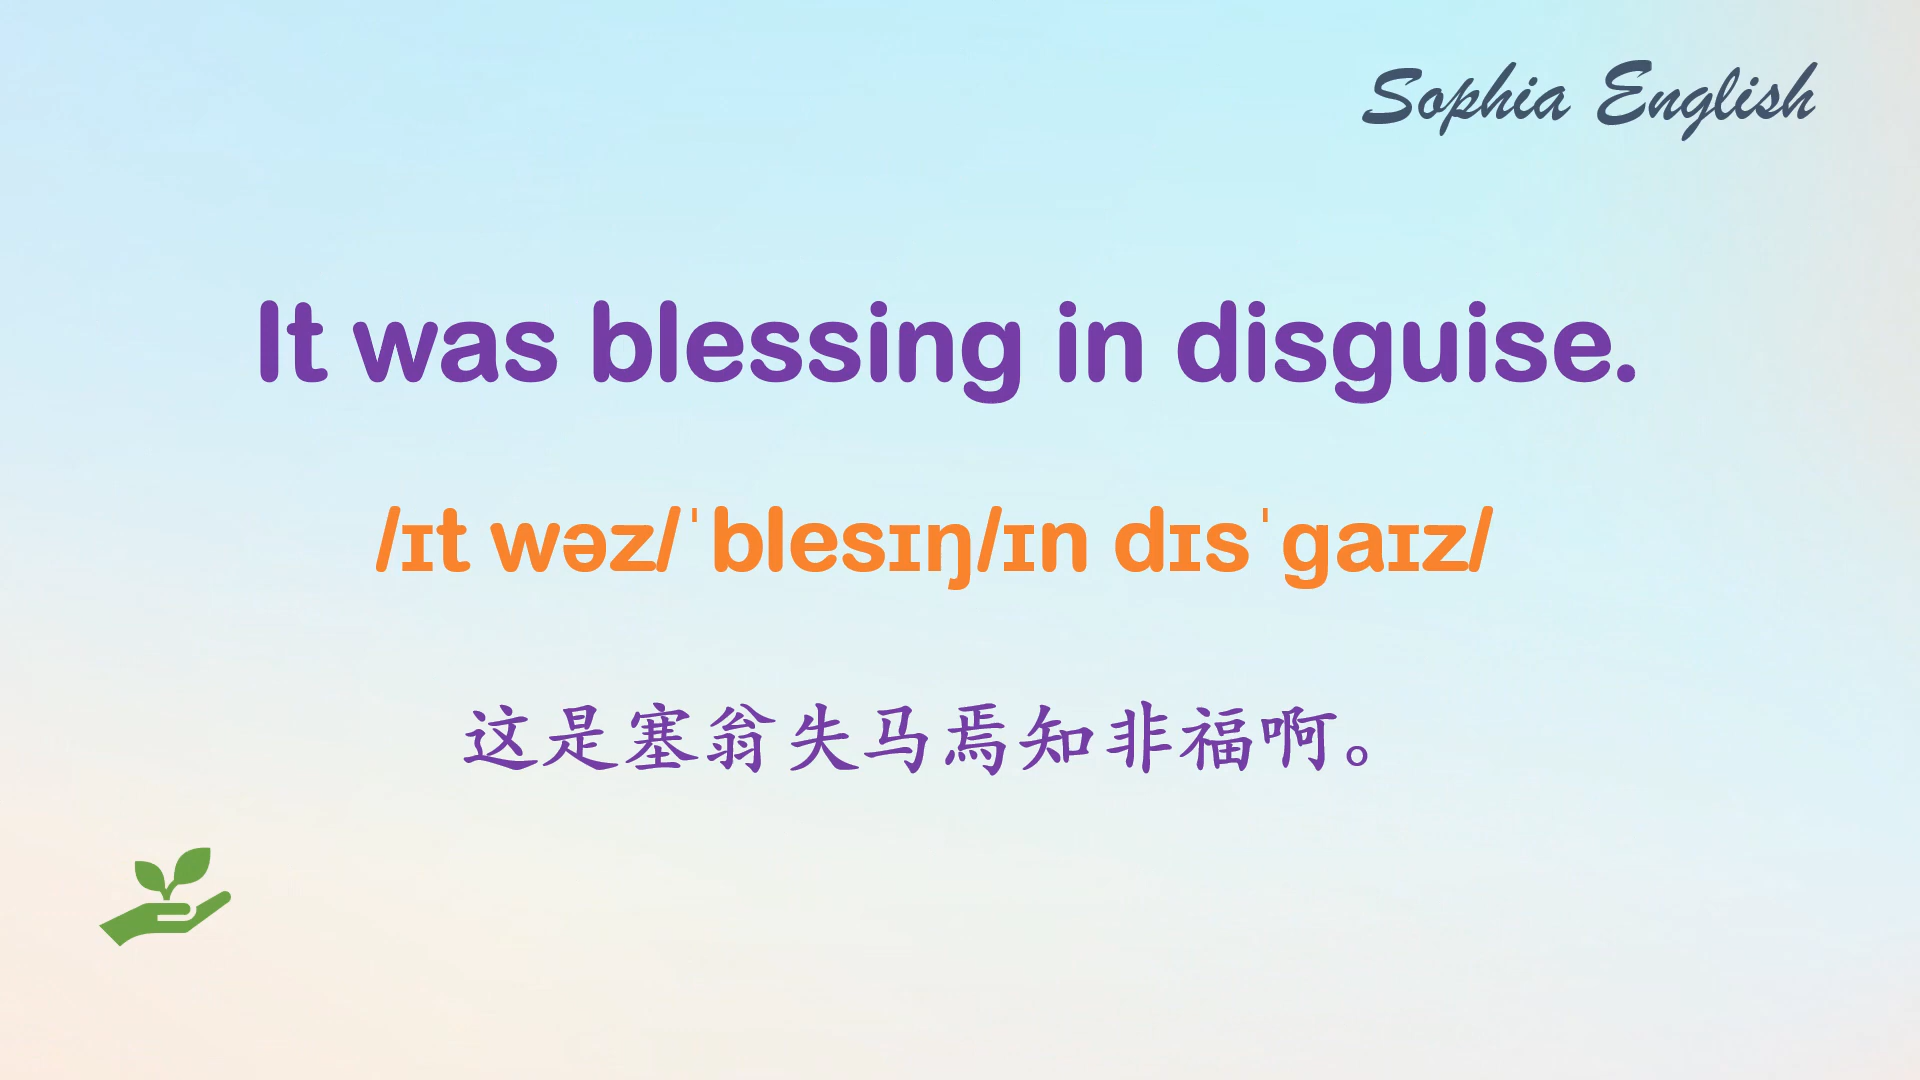 Sophia English
It was blessing in disguise.
/ɪt wəz/ˈblesɪŋ/ɪn dɪsˈgaɪz/
这是塞翁失马焉知非福啊。